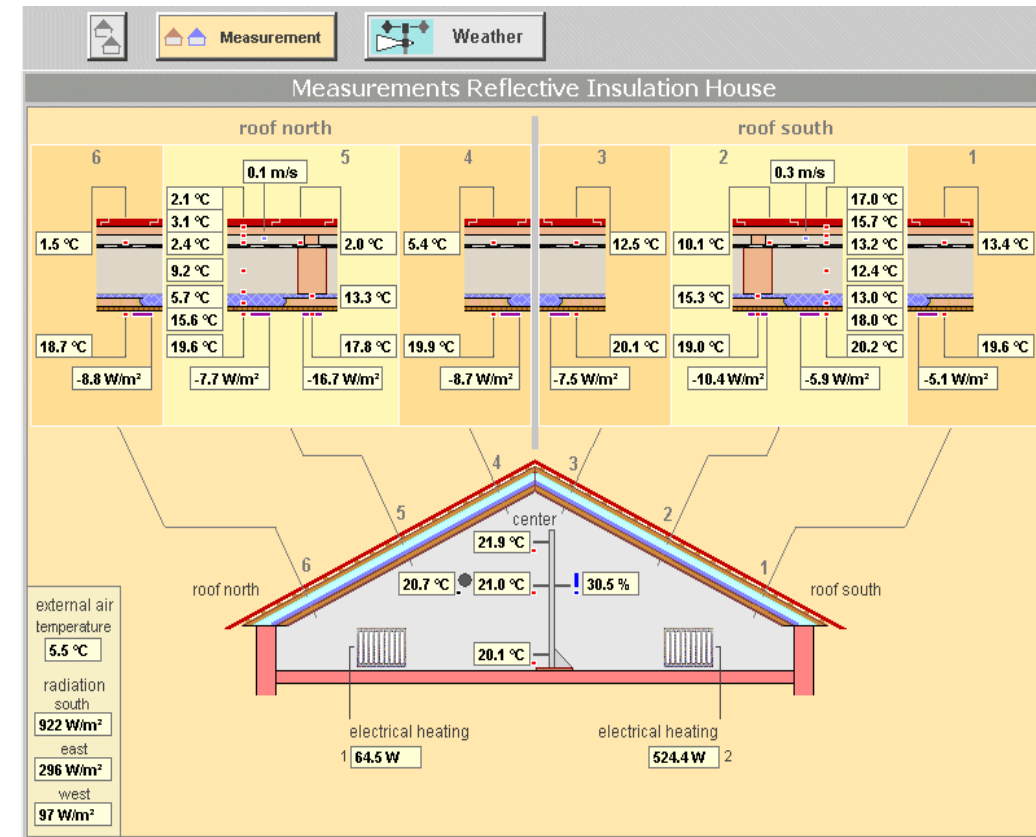 Measurement
Weather
Measurements Reflective Insulation House
roof north
roof south
6
5
4
3
2
1
0.1 m/s
0.3 m/s
2.1 °C
17.0 °C
3.1 °C
15.7 °C
1.5 °C
2.4 °C
2.0 °C
5.4 °C
12.5 °C
10.1 °C
13.2 °C
13.4 °C
9.2 °C
12.4 °C
5.7 °C
13.3 °C
15.3 °C
13.0 °C
15.6 °C
18.0 °C
18.7 °C
19.6 °C
17.8 °C
19.9 °C
20.1 °C
19.0 °C
20.2 °C
19.6 °C
-8.8 W/m²
-7.7 W/m²
-16.7 W/m²
-8.7 W/m²
-7.5 W/m²
-10.4 W/m²
-5.9 W/m²
-5.1 W/m²
4
3
5
center
2
21.9 °C
6
1
roof north
20.7 °C
21.0 °C
30.5 %
roof south
20.1 °C
external air
temperature
5.5 °C
radiation
south
922 W/m²
east
296 W/m²
west
97 W/m²
electrical heating
1 64.5 W
electrical heating
524.4 W 2